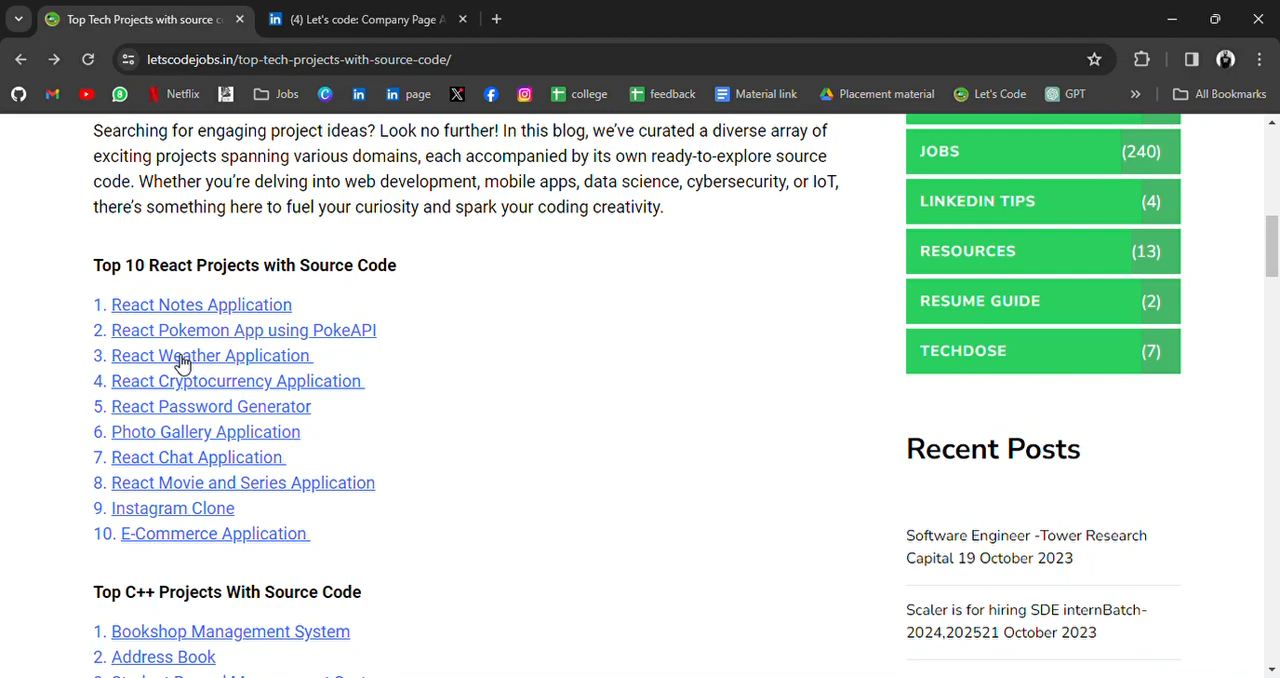 Top Tech Projects with source c
(4) Let's code: Company Page A
letscodejobs.in/top-tech-projects-with-source-code/
Netflix
Jobs
page
college
feedback
Material link
Placement material
Let's Code
GPT
All Bookmarks
Searching for engaging project ideas? Look no further! In this blog, we've curated a diverse array of
exciting projects spanning various domains, each accompanied by its own ready-to-explore source
code. Whether you're delving into web development, mobile apps, data science, cybersecurity, or IoT,
there's something here to fuel your curiosity and spark your coding creativity.
Top 10 React Projects with Source Code
1. React Notes Application
2. React Pokemon App using PokeAPI
3. React Weather Application
4. React Cryptocurrency Application
5. React Password Generator
6. Photo Gallery Application
7. React Chat Application
8. React Movie and Series Application
9. Instagram Clone
10. E-Commerce Application
Top C++ Projects With Source Code
1. Bookshop Management System
2. Address Book
JOBS (240)
LINKEDIN TIPS (4)
RESOURCES (13)
RESUME GUIDE (2)
TECHDOSE (7)
Recent Posts
Software Engineer -Tower Research
Capital 19 October 2023
Scaler is for hiring SDE internBatch-
2024,202521 October 2023